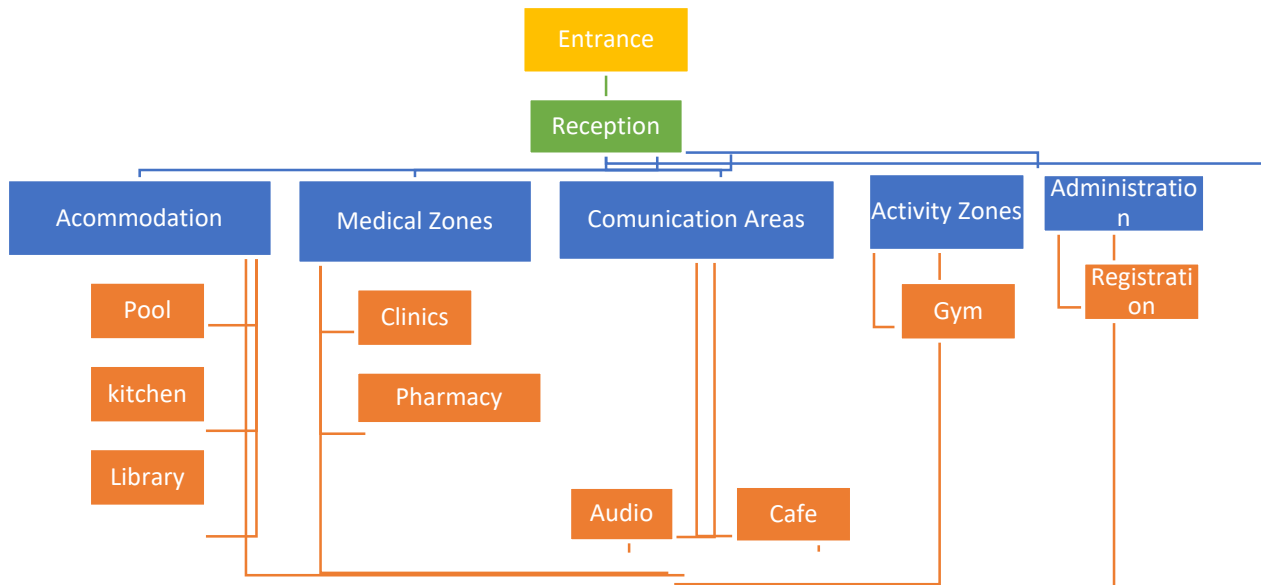 Entrance
Reception
Acommodation
Medical Zones
Comunication Areas
Activity Zones
Administratio
n
Pool
Clinics
Gym
Registrati
on
kitchen
Pharmacy
Library
Audio
Cafe